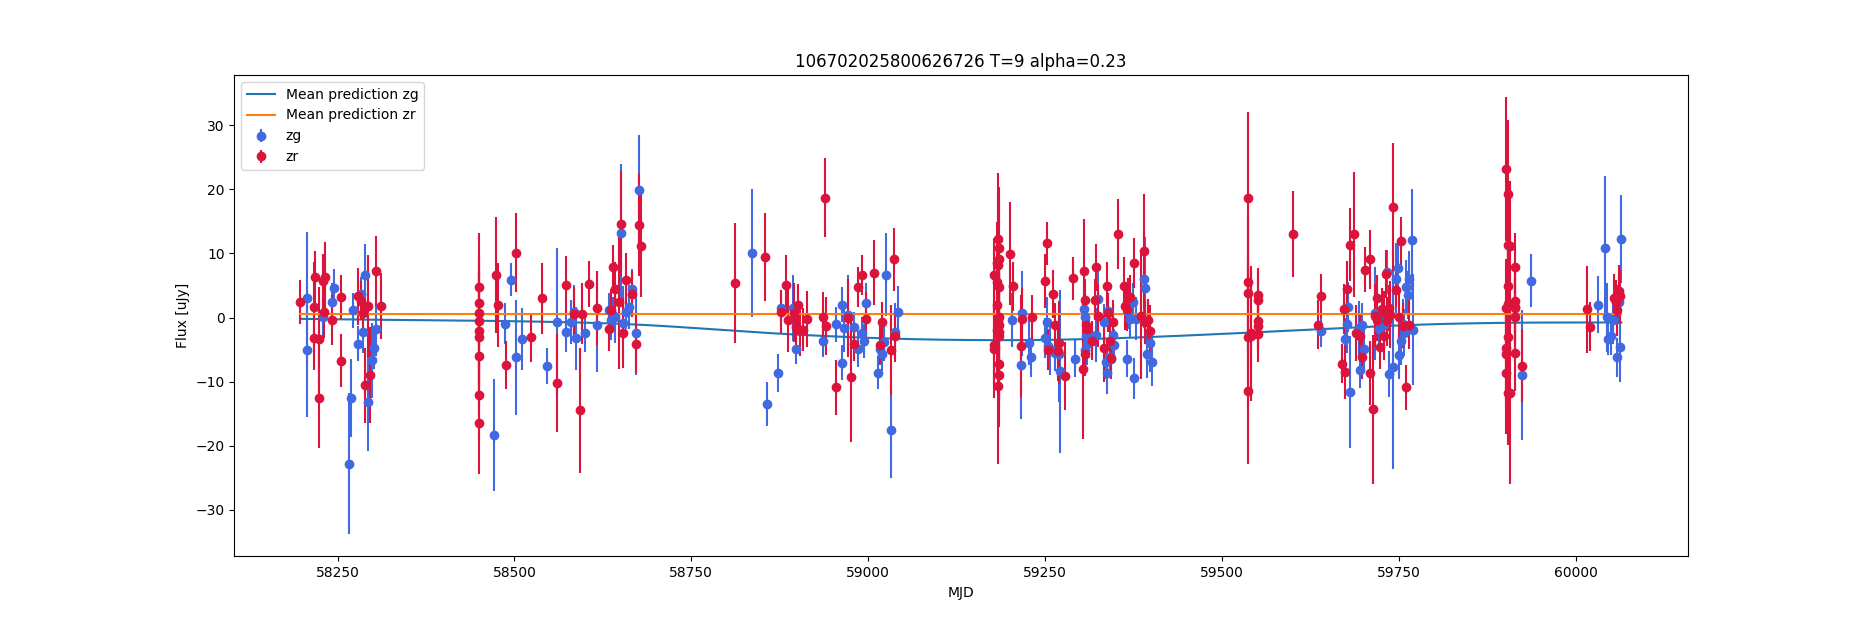 106702025800626726 T=9 alpha=0.23
Mean prediction zg
Mean prediction zr
zg
zr
Flux [uJy]
30
20
10
0
−10
−20
−30
58250 58500 58750 59000 59250 59500 59750 60000
MJD